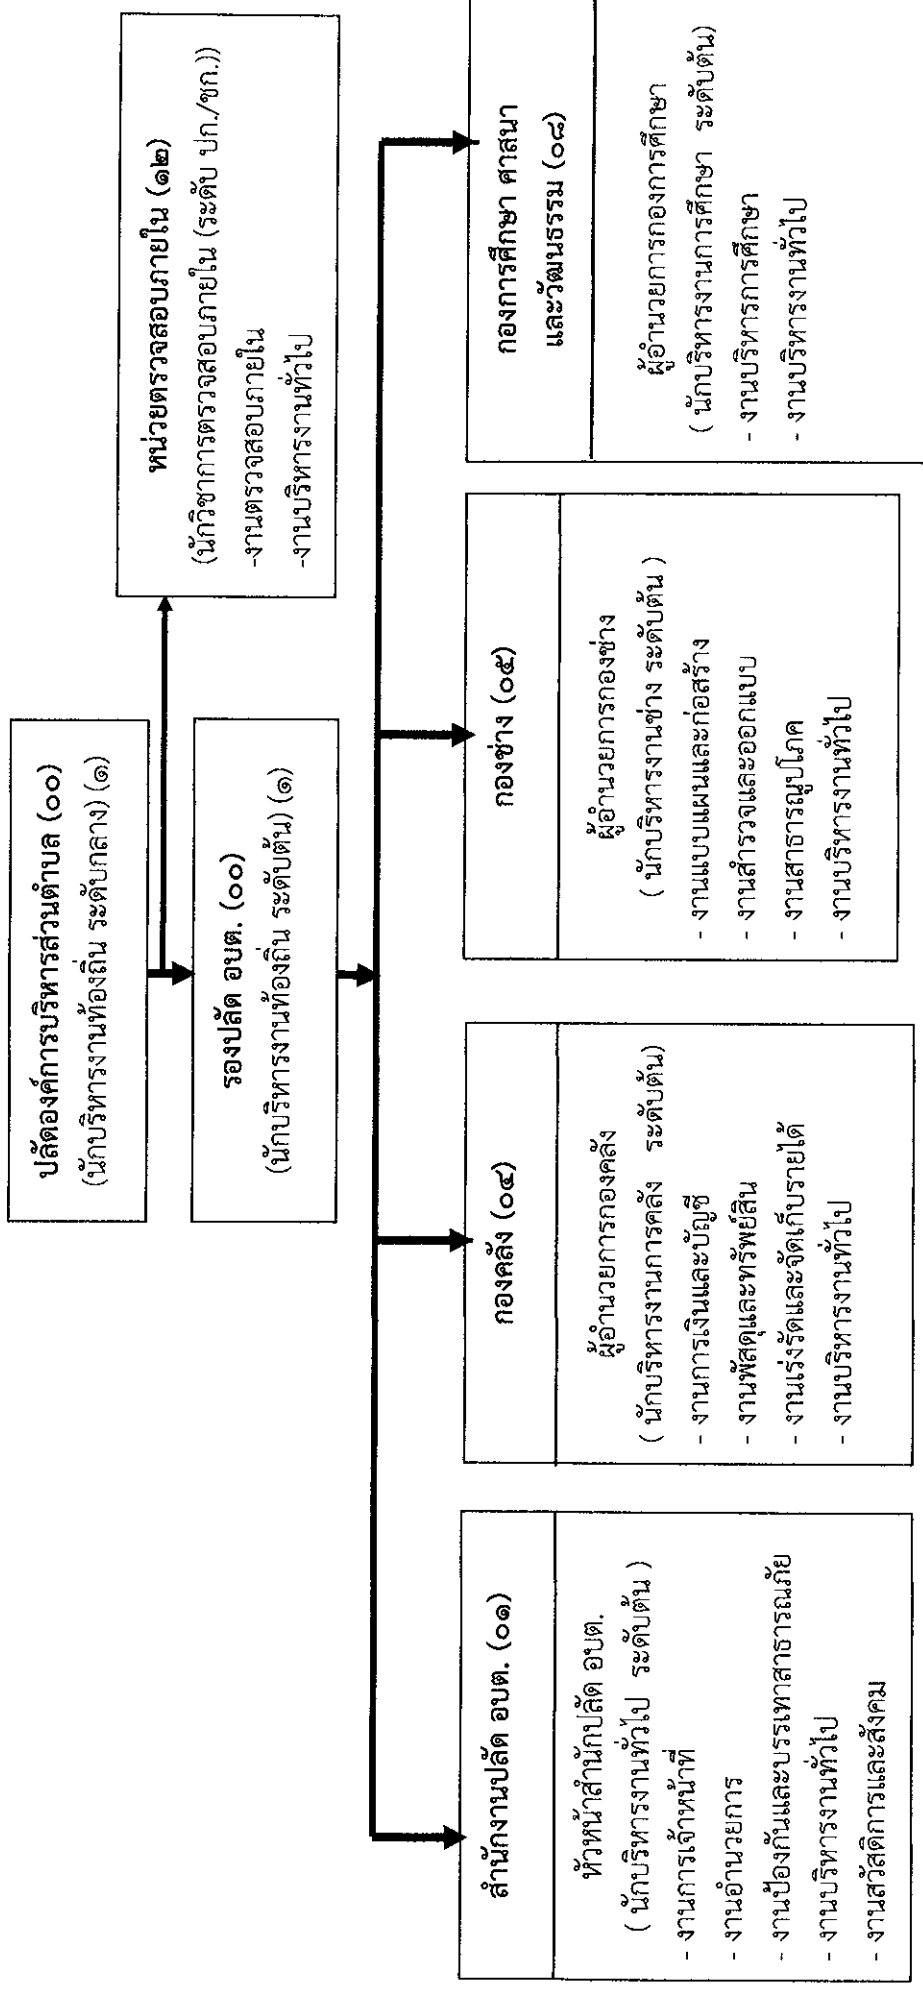 ปลัดองค์การบริหารส่วนตำบล (๐๐)
(นักบริหารงานท้องถิ่น ระดับกลาง) (๑)
หน่วยตรวจสอบภายใน (๑๒)
(นักวิชาการตรวจสอบภายใน (ระดับ ปก./ชก.))
-งานตรวจสอบภายใน
-งานบริหารงานทั่วไป
รองปลัด อบต. (๐๐)
(นักบริหารงานท้องถิ่น ระดับต้น) (๑)
สำนักงานปลัด อบต. (๐๑)
หัวหน้าสำนักปลัด อบต.
( นักบริหารงานทั่วไป ระดับต้น )
- งานการเจ้าหน้าที่
- งานอำนวยการ
- งานป้องกันและบรรเทาสาธารณภัย
- งานบริหารงานทั่วไป
- งานสวัสดิการและสังคม
กองคลัง (๐๔)
ผู้อำนวยการกองคลัง
( นักบริหารงานการคลัง ระดับต้น)
- งานการเงินและบัญชี
- งานพัสดุและทรัพย์สิน
- งานเร่งรัดและจัดเก็บรายได้
- งานบริหารงานทั่วไป
กองช่าง (๐๕)
ผู้อำนวยการกองช่าง
( นักบริหารงานช่าง ระดับต้น )
- งานแบบแผนและก่อสร้าง
- งานสำรวจและออกแบบ
- งานสาธารณูปโภค
- งานบริหารงานทั่วไป
กองการศึกษา ศาสนา
และวัฒนธรรม (๐๘)
ผู้อำนวยการกองการศึกษา
( นักบริหารงานการศึกษา ระดับต้น)
- งานบริหารการศึกษา
- งานบริหารงานทั่วไป